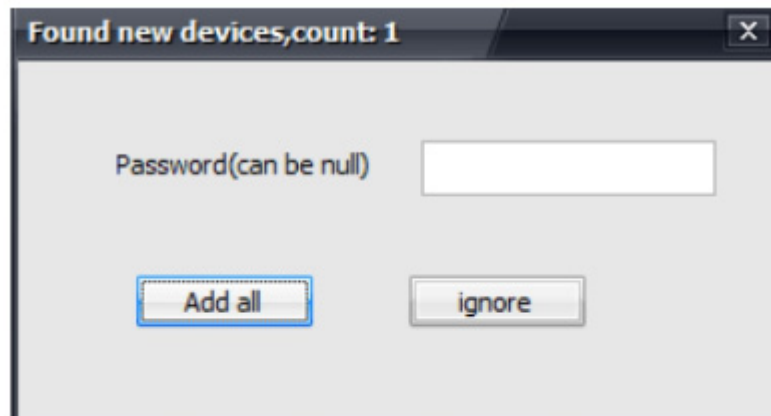 Found new devices,count: 1
Password(can be null)
Add all
ignore